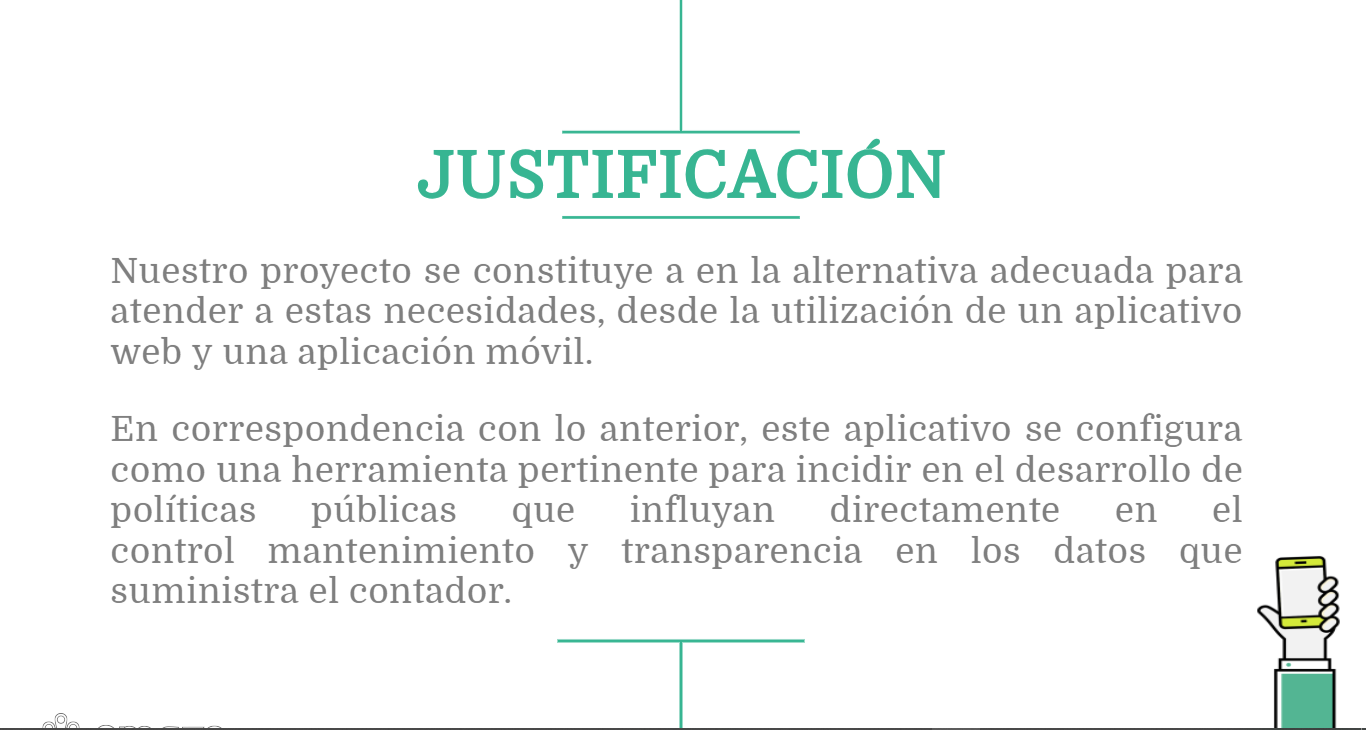 JUSTIFICACIÓN
Nuestro proyecto se constituye a en la alternativa adecuada para
atender a estas necesidades, desde la utilización de un aplicativo
web y una aplicación móvil.
En correspondencia con lo anterior, este aplicativo se configura
como una herramienta pertinente para incidir en el desarrollo de
políticas públicas que influyan directamente en el
control mantenimiento y transparencia en los datos que
suministra el contador.